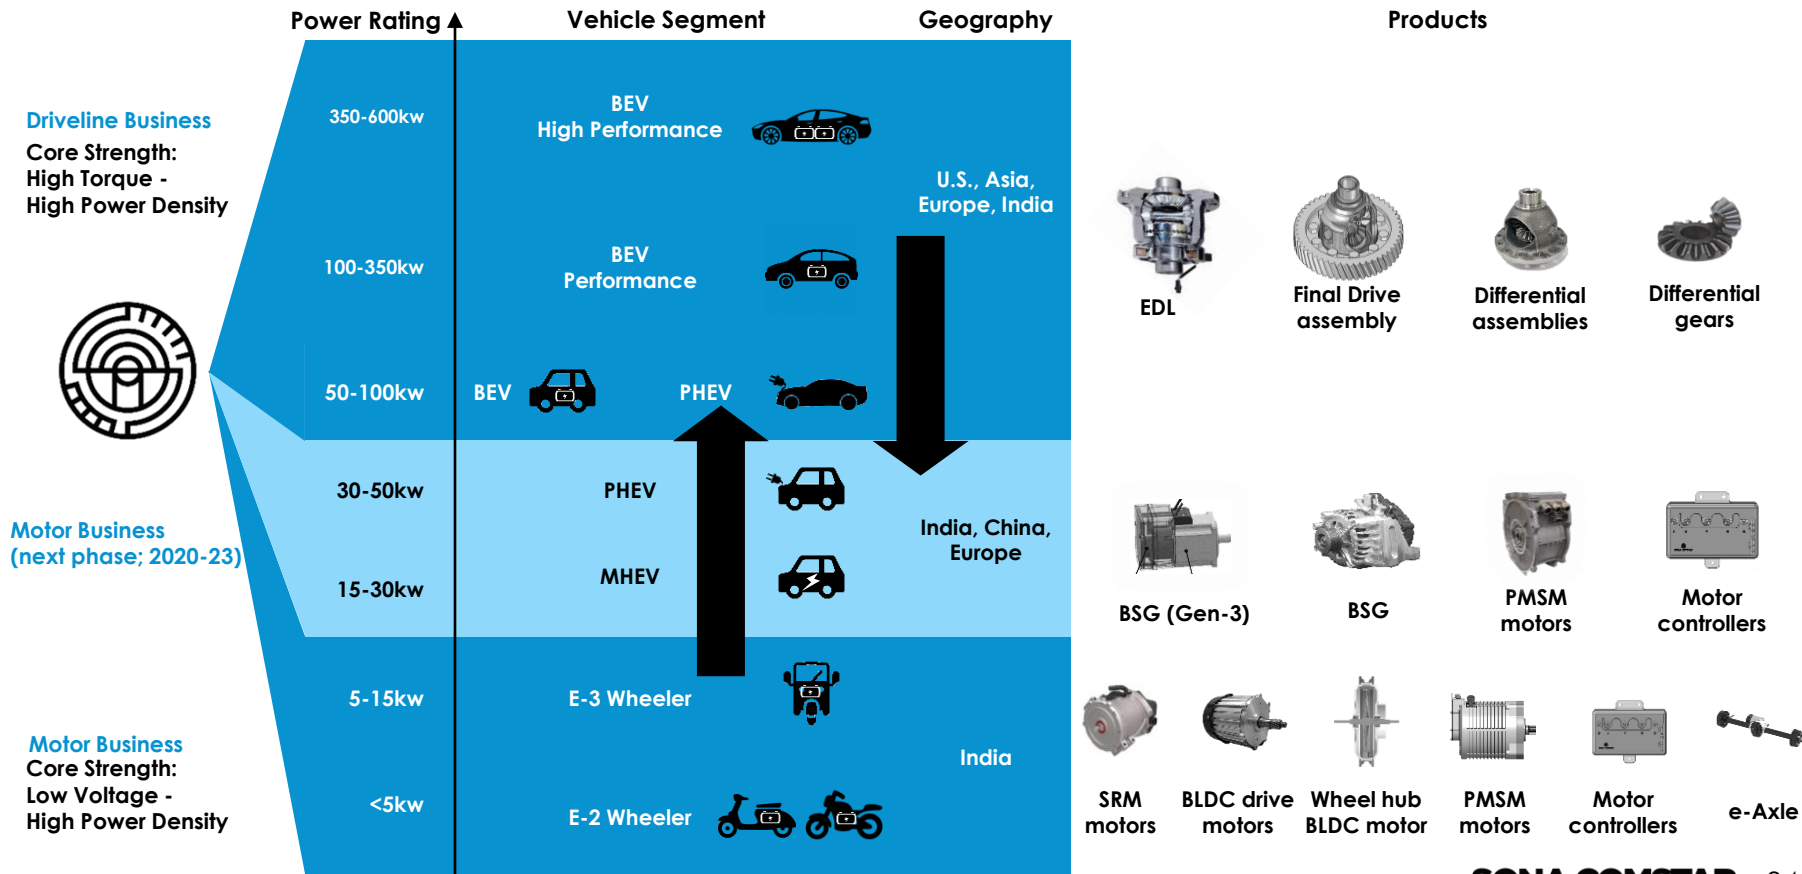 Power Rating
Vehicle Segment
Geography
Products
Driveline Business
Core Strength:
High Torque -
High Power Density
350-600kw
BEV
High Performance
U.S., Asia,
Europe, India
100-350kw
BEV
Performance
EDL
Final Drive
assembly
Differential
assemblies
Differential
gears
50-100kw
BEV
PHEV
Motor Business
(next phase; 2020-23)
30-50kw
PHEV
India, China,
Europe
15-30kw
MHEV
BSG (Gen-3)
BSG
PMSM
motors
Motor
controllers
5-15kw
E-3 Wheeler
Motor Business
Core Strength:
Low Voltage -
High Power Density
India
<5kw
E-2 Wheeler
SRM
motors
BLDC drive
motors
Wheel hub
BLDC motor
PMSM
motors
Motor
controllers
e-Axle
SONA COMSTAR